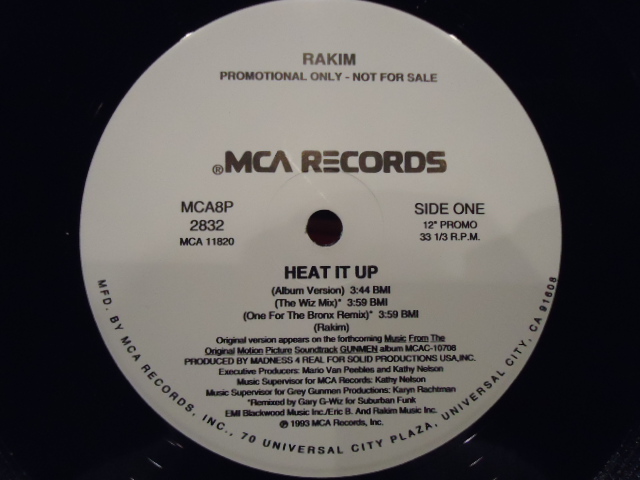 RAKIM
PROMOTIONAL ONLY - NOT FOR SALE
®MCA RECORDS
MCA8P
2832
MCA 11820
SIDE ONE
12" PROMO
33 1/3 R.P.M.
HEAT IT UP
(Album Version) 3:44 BMI
(The Wiz Mix)* 3:59 BMI
(One For The Bronx Remix)* 3:59 BMI
(Rakim)
Original version appears on the forthcoming Music From The
Original Motion Picture Soundtrack GUNMEN album MCAC-10708
PRODUCED BY MADNESS 4 REAL FOR SOLID PRODUCTIONS USA,INC.
Executive Producers: Mario Van Peebles and Kathy Nelson
Music Supervisor for MCA Records: Kathy Nelson
Music Supervisor for Grey Gunmen Productions: Karyn Rachtman
*Remixed by Gary G-Wiz for Suburban Funk
EMI Blackwood Music Inc./Eric B. And Rakim Music Inc.
℗ 1993 MCA Records, Inc.
MFD. BY MCA RECORDS, INC., 70 UNIVERSAL CITY PLAZA, UNIVERSAL CITY, CA 91608